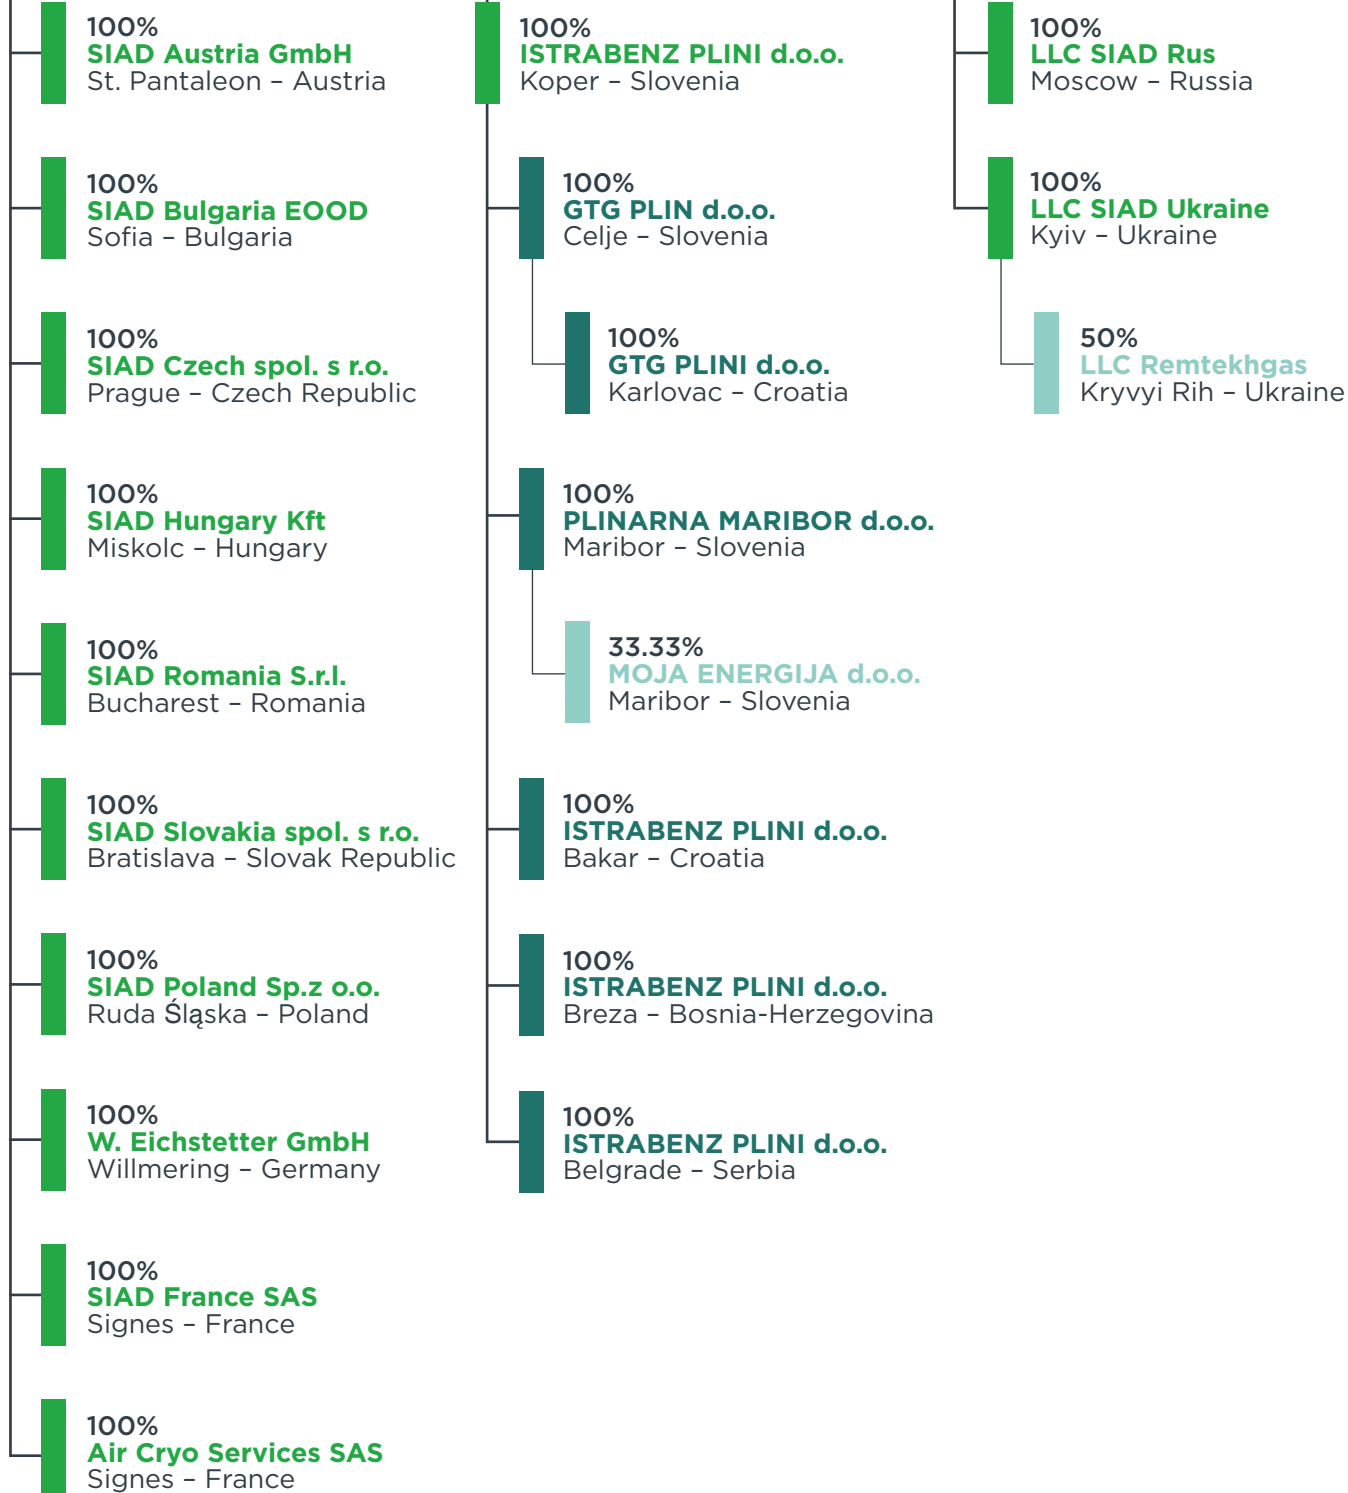 100%
SIAD Austria GmbH
St. Pantaleon – Austria
100%
SIAD Bulgaria EOOD
Sofia – Bulgaria
100%
SIAD Czech spol. s r.o.
Prague – Czech Republic
100%
SIAD Hungary Kft
Miskolc – Hungary
100%
SIAD Romania S.r.l.
Bucharest – Romania
100%
SIAD Slovakia spol. s r.o.
Bratislava – Slovak Republic
100%
SIAD Poland Sp.z o.o.
Ruda Śląska – Poland
100%
W. Eichstetter GmbH
Willmering – Germany
100%
SIAD France SAS
Signes – France
100%
Air Cryo Services SAS
Signes – France
100%
ISTRABENZ PLINI d.o.o.
Koper – Slovenia
100%
GTG PLIN d.o.o.
Celje – Slovenia
100%
GTG PLINI d.o.o.
Karlovac – Croatia
100%
PLINARNA MARIBOR d.o.o.
Maribor – Slovenia
33.33%
MOJA ENERGIJA d.o.o.
Maribor – Slovenia
100%
ISTRABENZ PLINI d.o.o.
Bakar – Croatia
100%
ISTRABENZ PLINI d.o.o.
Breza – Bosnia-Herzegovina
100%
ISTRABENZ PLINI d.o.o.
Belgrade – Serbia
100%
LLC SIAD Rus
Moscow – Russia
100%
LLC SIAD Ukraine
Kyiv – Ukraine
50%
LLC Remtekhgas
Kryvyi Rih – Ukraine